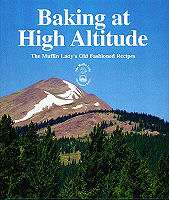 Baking at
High Altitude
The Muffin Lady's Old Fashioned Recipes